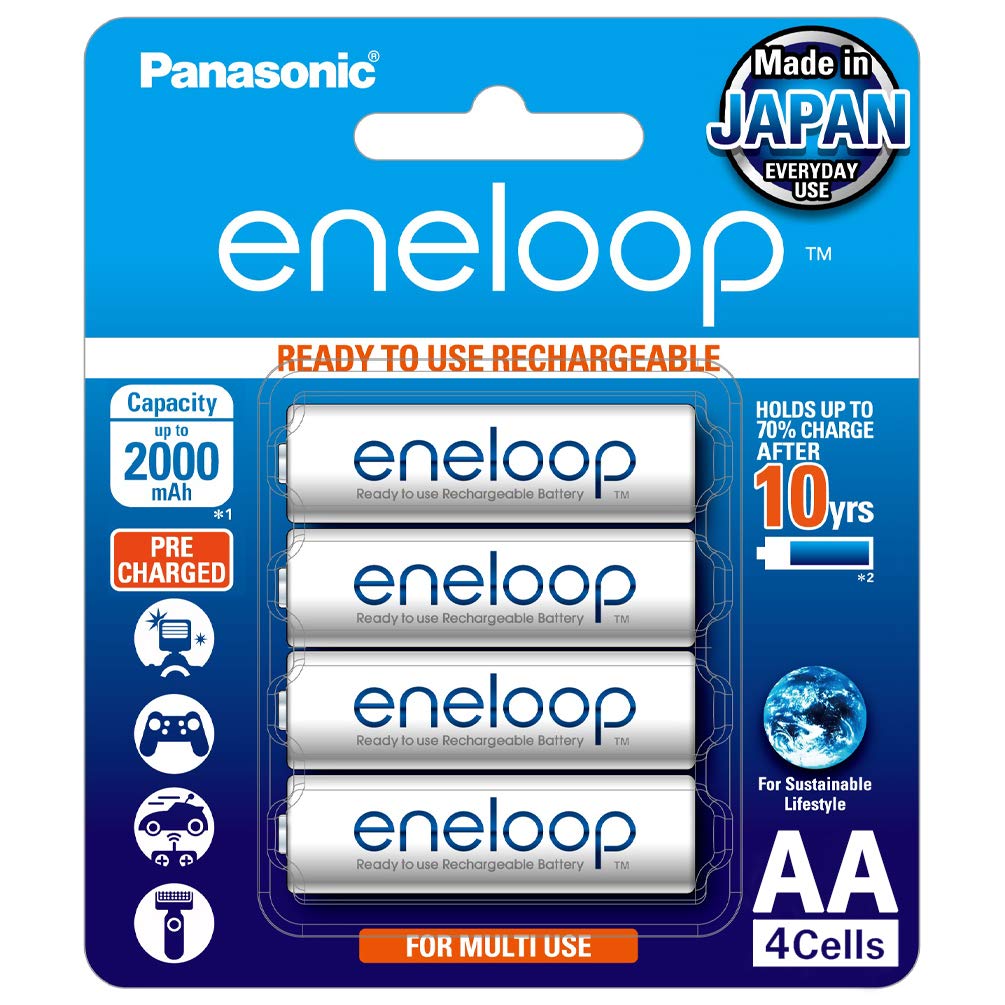 Panasonic®
Made in
JAPAN
EVERYDAY
USE
eneloop™
READY TO USE RECHARGEABLE
Capacity
up to
2000
mAh
*1
PRE
CHARGED
eneloop
Ready to use Rechargeable Battery ™
eneloop
Ready to use Rechargeable Battery ™
eneloop
Ready to use Rechargeable Battery ™
eneloop
Ready to use Rechargeable Battery ™
HOLDS UP TO
70% CHARGE
AFTER
10yrs
*2
For Sustainable
Lifestyle
AA
4Cells
FOR MULTI USE